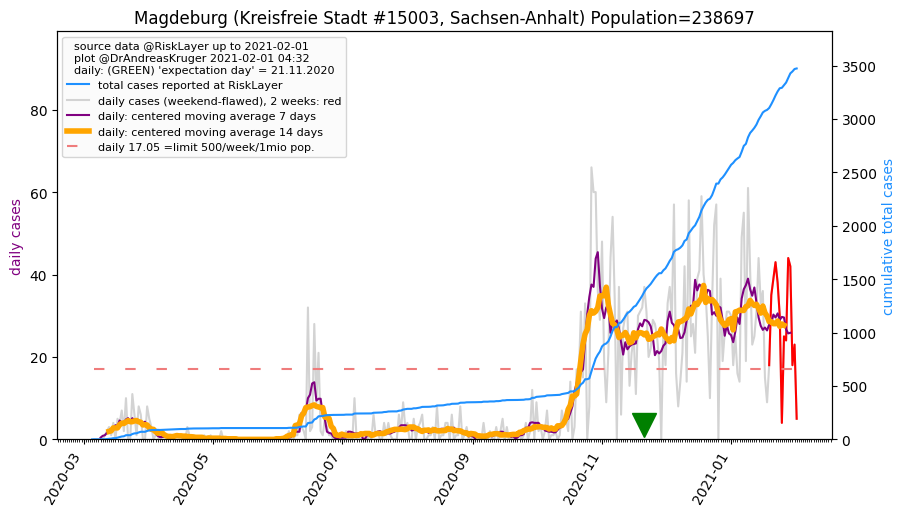 Magdeburg (Kreisfreie Stadt #15003, Sachsen-Anhalt) Population=238697
source data @RiskLayer up to 2021-02-01
plot @DrAndreasKruger 2021-02-01 04:32
daily: (GREEN) 'expectation day' = 21.11.2020
total cases reported at RiskLayer
daily cases (weekend-flawed), 2 weeks: red
daily: centered moving average 7 days
daily: centered moving average 14 days
daily 17.05 =limit 500/week/1mio pop.
daily cases
80
60
40
20
0
cumulative total cases
3500
3000
2500
2000
1500
1000
500
0
2020-03
2020-05
2020-07
2020-09
2020-11
2021-01